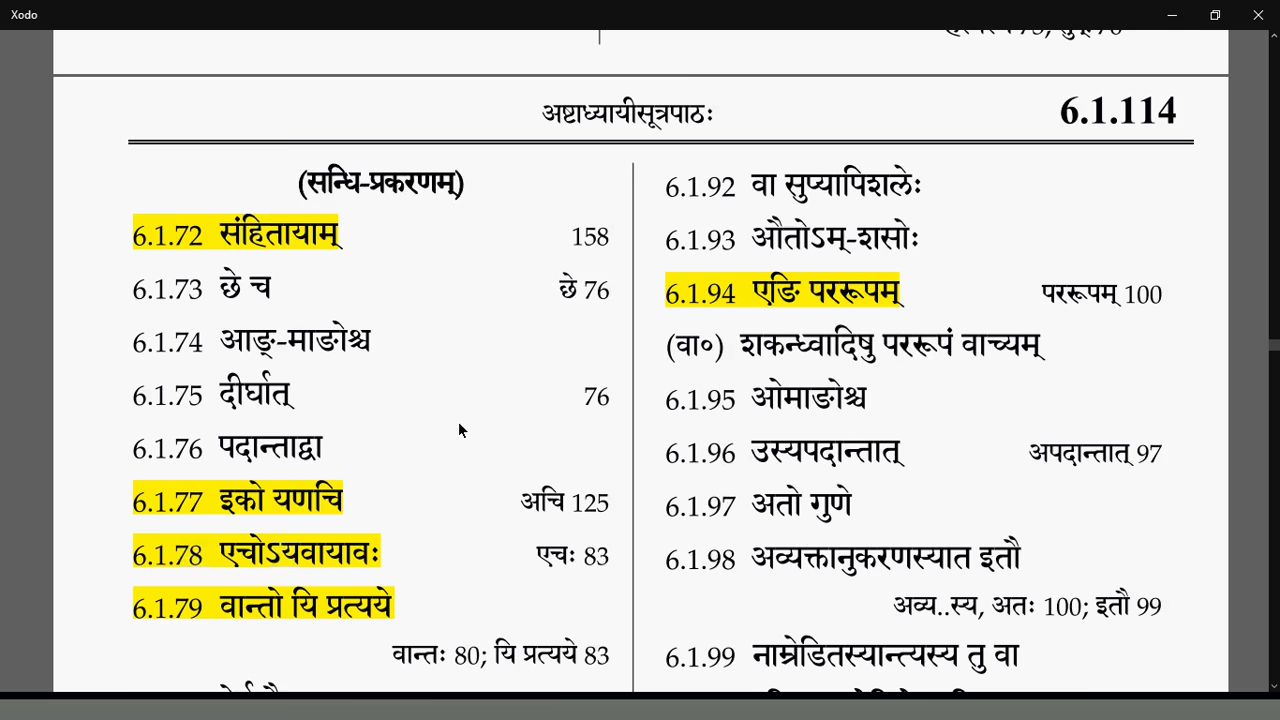 Xodo
अष्टाध्यायीसूत्रपाठः 6.1.114
(सन्धि-प्रकरणम्)
6.1.72 संहितायाम् 158
6.1.73 छे च छे 76
6.1.74 आङ्-माङोश्च
6.1.75 दीर्घात् 76
6.1.76 पदान्ताद्वा
6.1.77 इको यणचि अचि 125
6.1.78 एचोऽयवायावः एचः 83
6.1.79 वान्तो यि प्रत्यये
वान्तः 80; यि प्रत्यये 83
6.1.92 वा सुप्यापिशलेः
6.1.93 औतोऽम्-शसोः
6.1.94 एङि पररूपम् पररूपम् 100
(वा०) शकन्ध्वादिषु पररूपं वाच्यम्
6.1.95 ओमाङोश्च
6.1.96 उस्यपदान्तात् अपदान्तात् 97
6.1.97 अतो गुणे
6.1.98 अव्यक्तानुकरणस्यात इतौ
अव्य..स्य, अतः 100; इतौ 99
6.1.99 नाम्रेडितस्यान्त्यस्य तु वा